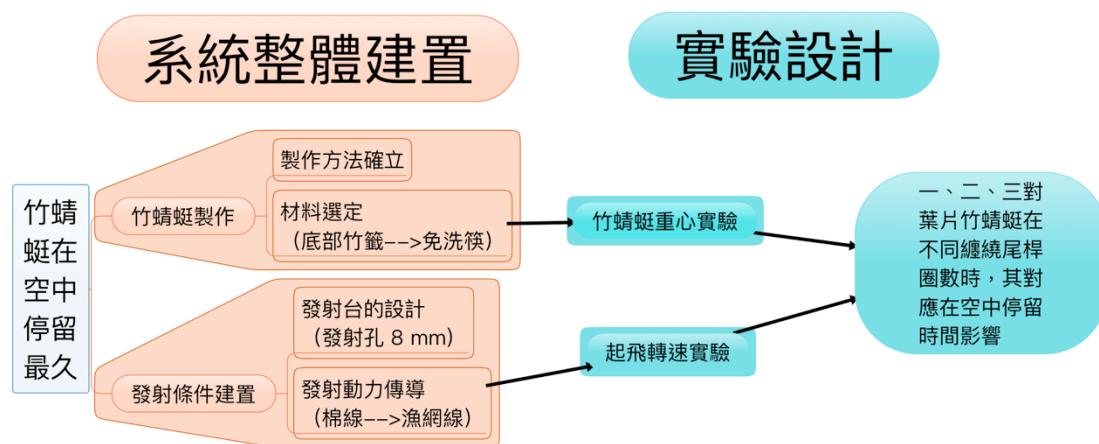 系統整體建置
實驗設計
竹蜻
蜓在
空中
停留
最久
竹蜻蜓製作
製作方法確立
材料選定
（底部竹籤-->免洗筷）
發射條件建置
發射台的設計
（發射孔 8 mm）
發射動力傳導
（棉線-->漁網線）
竹蜻蜓重心實驗
起飛轉速實驗
一、二、三對
葉片竹蜻蜓在
不同纏繞尾桿
圈數時，其對
應在空中停留
時間影響